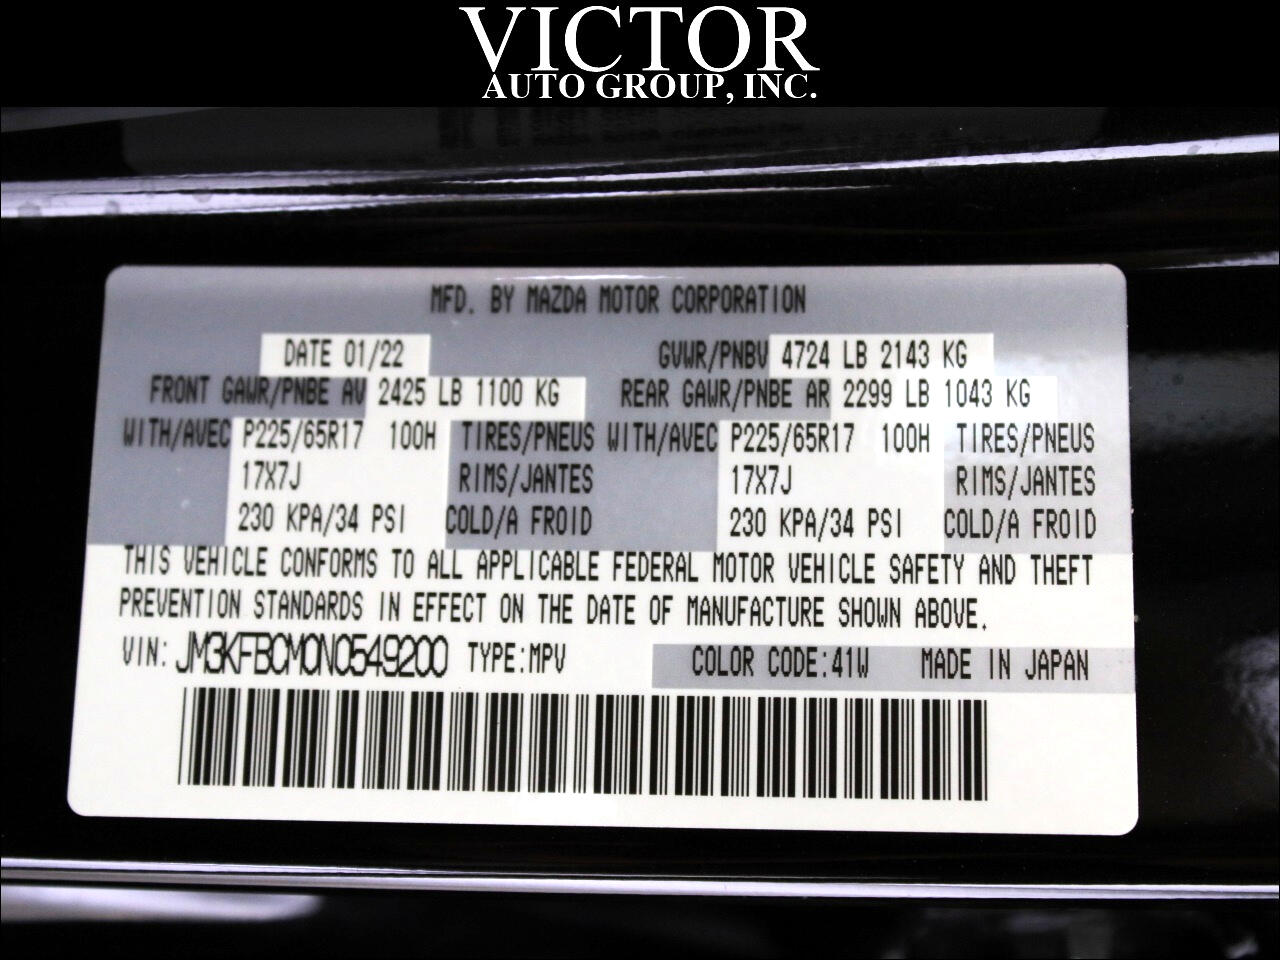 VICTOR
AUTO GROUP, INC.
MFD. BY MAZDA MOTOR CORPORATION
DATE 01/22 GVWR/PNBV 4724 LB 2143 KG
FRONT GAWR/PNBE AV 2425 LB 1100 KG REAR GAWR/PNBE AR 2299 LB 1043 KG
WITH/AVEC P225/65R17 100H TIRES/PNEUS WITH/AVEC P225/65R17 100H TIRES/PNEUS
17X7J RIMS/JANTES 17X7J RIMS/JANTES
230 KPA/34 PSI COLD/A FROID 230 KPA/34 PSI COLD/A FROID
THIS VEHICLE CONFORMS TO ALL APPLICABLE FEDERAL MOTOR VEHICLE SAFETY AND THEFT
PREVENTION STANDARDS IN EFFECT ON THE DATE OF MANUFACTURE SHOWN ABOVE.
VIN: JM3KFBCM0N0549200 TYPE:MPV COLOR CODE:41W MADE IN JAPAN